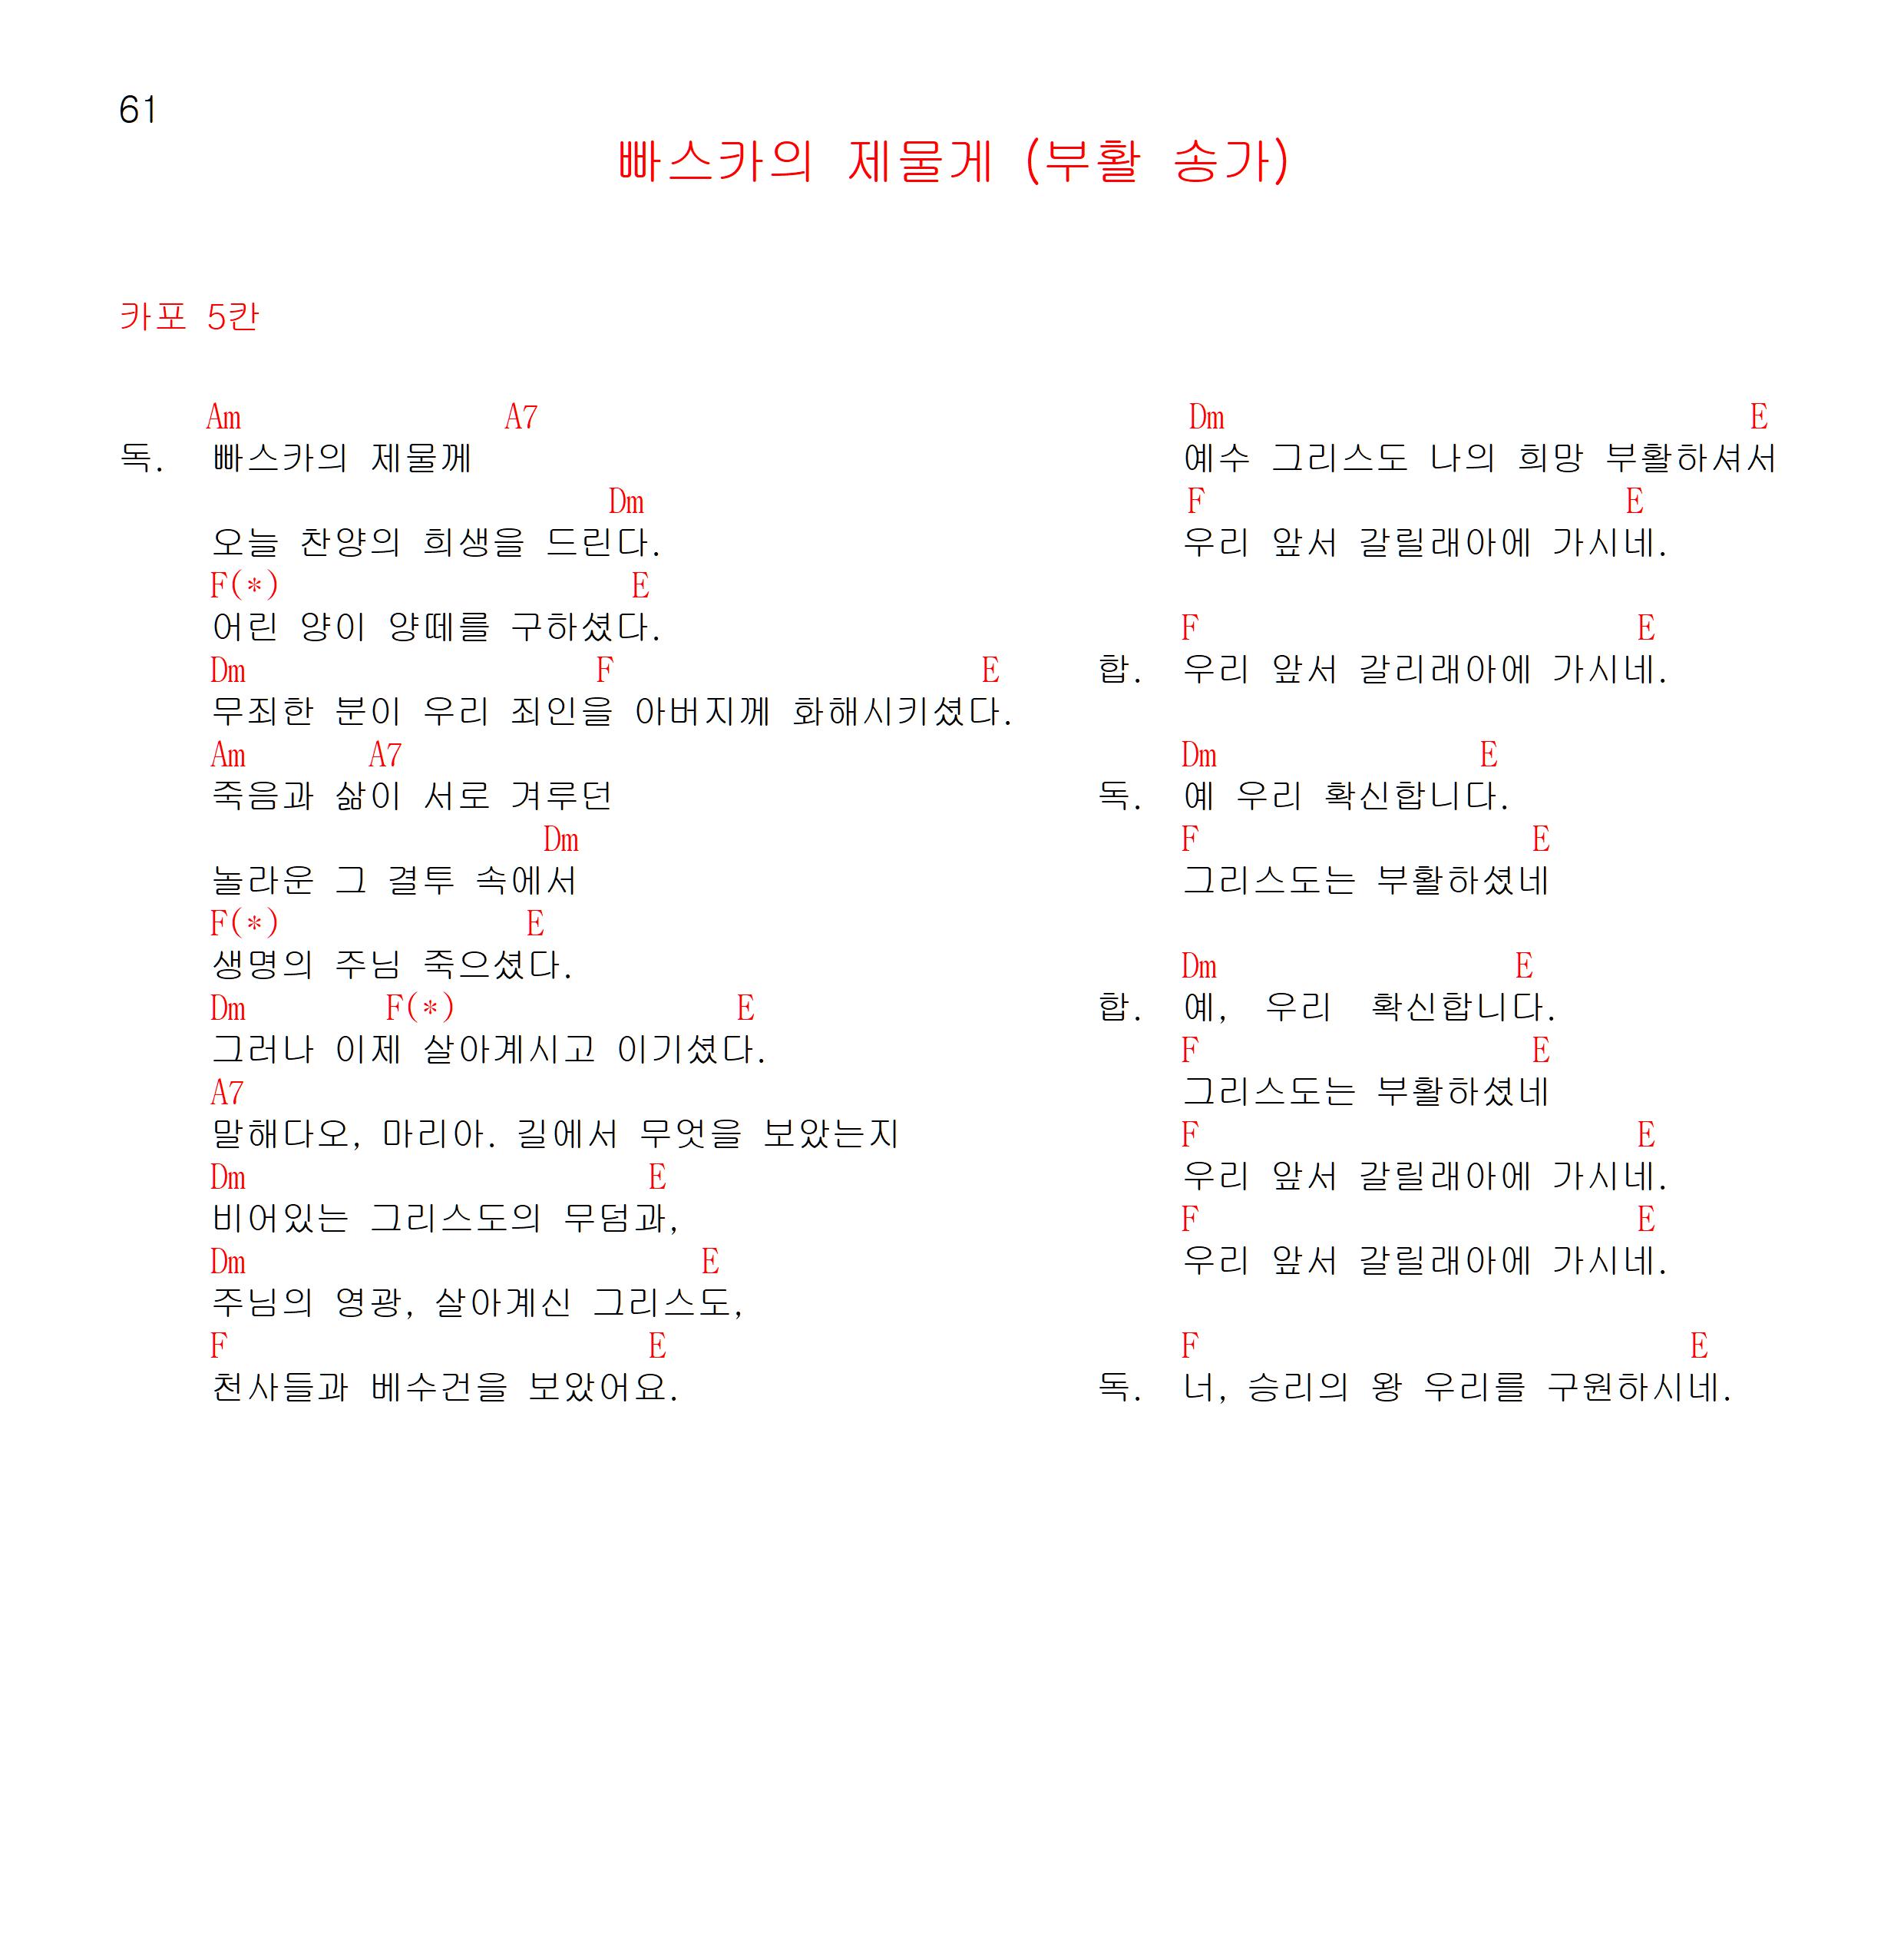 61
빠스카의 제물게 (부활 송가)
카포 5칸
Am A7
독. 빠스카의 제물께
Dm
오늘 찬양의 희생을 드린다.
F(*) E
어린 양이 양떼를 구하셨다.
Dm F E
무죄한 분이 우리 죄인을 아버지께 화해시키셨다.
Am A7
죽음과 삶이 서로 겨루던
Dm
놀라운 그 결투 속에서
F(*) E
생명의 주님 죽으셨다.
Dm F(*) E
그러나 이제 살아계시고 이기셨다.
A7
말해다오, 마리아. 길에서 무엇을 보았는지
Dm E
비어있는 그리스도의 무덤과,
Dm E
주님의 영광, 살아계신 그리스도,
F E
천사들과 베수건을 보았어요.
Dm E
예수 그리스도 나의 희망 부활하셔서
F E
우리 앞서 갈릴래아에 가시네.
F E
합. 우리 앞서 갈리래아에 가시네.
Dm E
독. 예 우리 확신합니다.
F E
그리스도는 부활하셨네
Dm E
합. 예, 우리 확신합니다.
F E
그리스도는 부활하셨네
F E
우리 앞서 갈릴래아에 가시네.
F E
우리 앞서 갈릴래아에 가시네.
F E
독. 너, 승리의 왕 우리를 구원하시네.